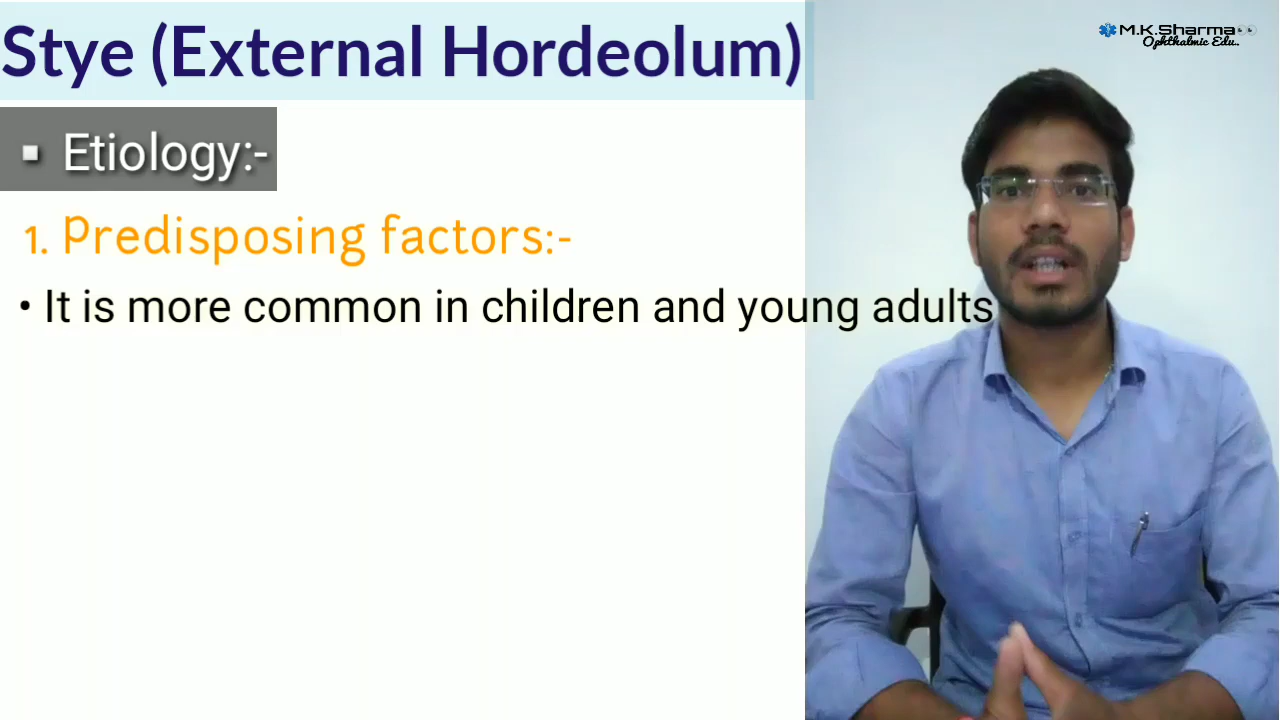 Stye (External Hordeolum)
M.K.Sharma
Ophthalmic Edu..
▪ Etiology:-
1. Predisposing factors:-
• It is more common in children and young adults